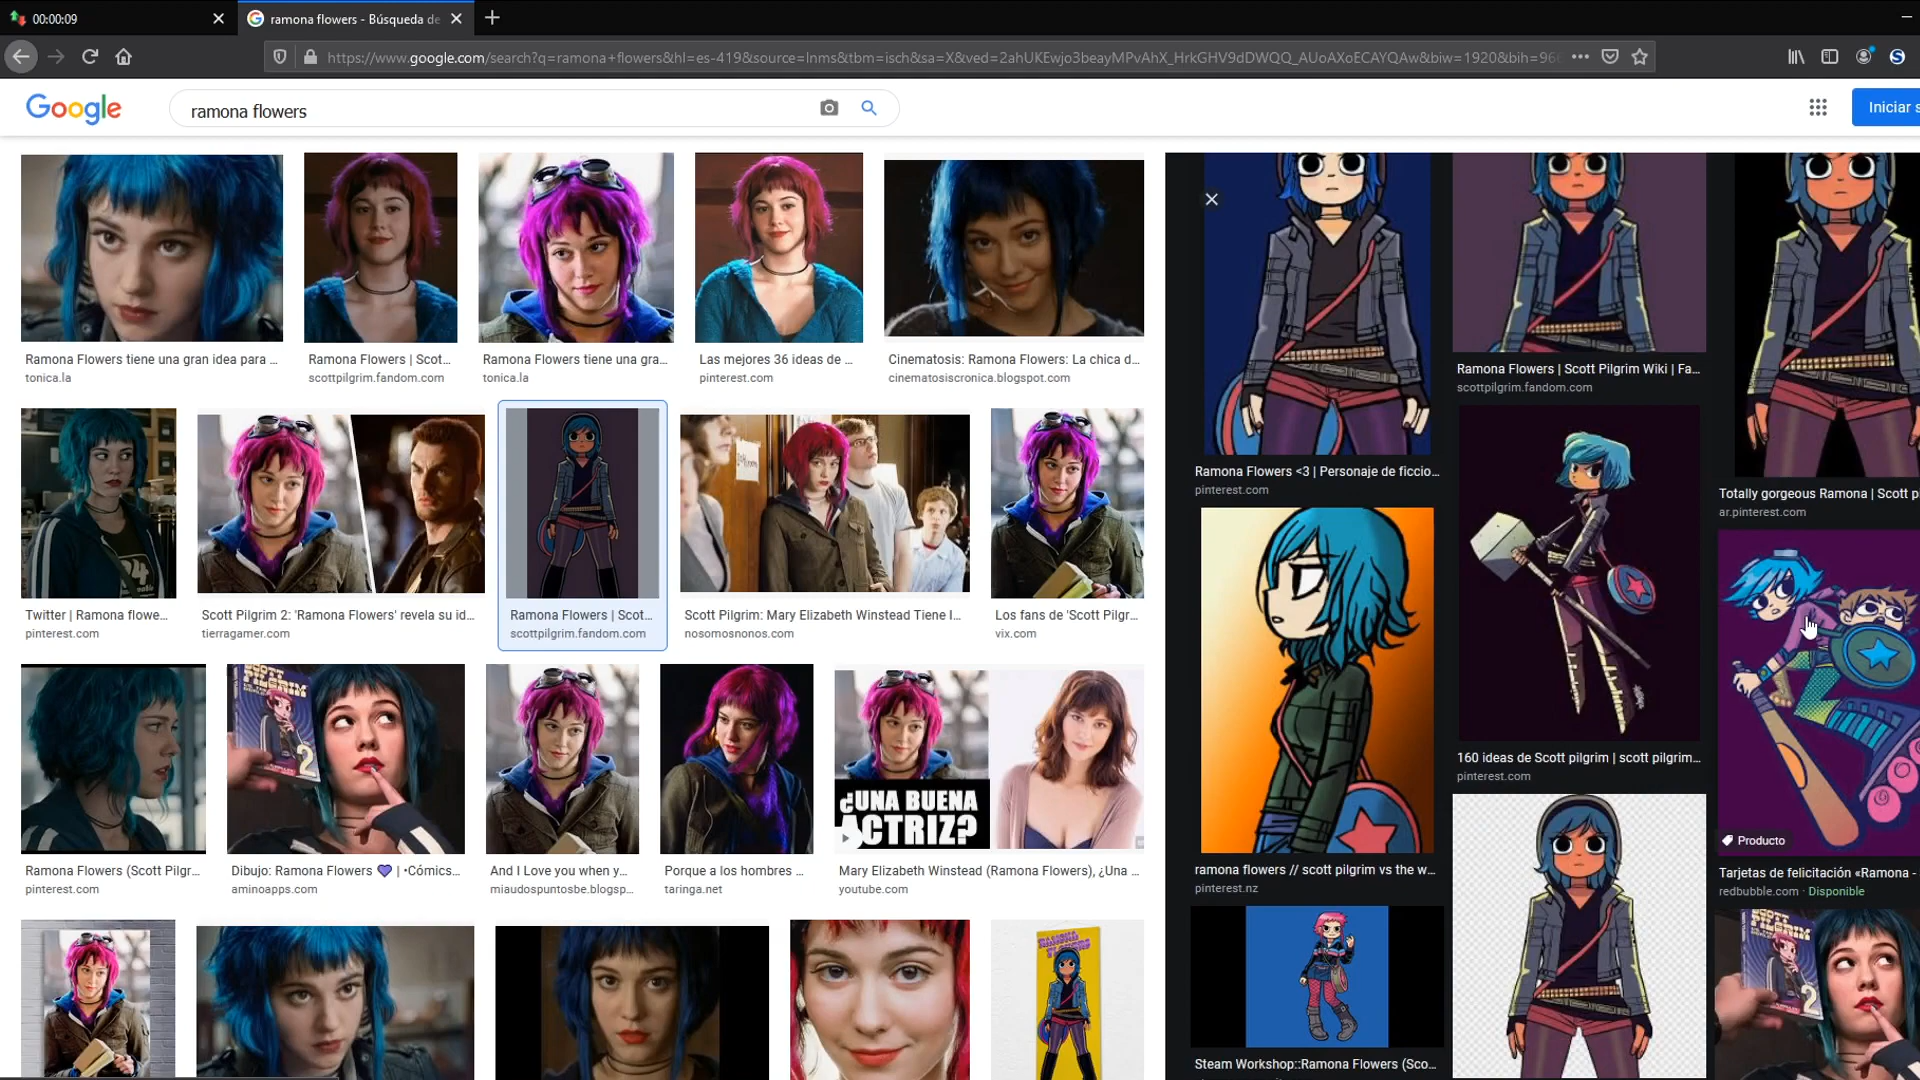 00:00:09
ramona flowers - Búsqueda de
https://www.google.com/search?q=ramona+flowers&hl=es-419&source=lnms&tbm=isch&sa=X&ved=2ahUKEwjo3beayMPvAhX_HrkGHV9dDWQQ_AUoAXoECAYQAw&biw=1920&bih=966
Google
ramona flowers
Iniciar s
Ramona Flowers tiene una gran idea para ...
tonica.la
Ramona Flowers | Scot...
scottpilgrim.fandom.com
Ramona Flowers tiene una gra...
tonica.la
Las mejores 36 ideas de ...
pinterest.com
Cinematosis: Ramona Flowers: La chica d...
cinematosiscronica.blogspot.com
Twitter | Ramona flowe...
pinterest.com
Scott Pilgrim 2: 'Ramona Flowers' revela su id...
tierragamer.com
Ramona Flowers | Scot...
scottpilgrim.fandom.com
Scott Pilgrim: Mary Elizabeth Winstead Tiene l...
nosomosnonos.com
Los fans de 'Scott Pilgr...
vix.com
SCOTT
PILGRIM
2
¿UNA BUENA
ACTRIZ?
Ramona Flowers (Scott Pilgr...
pinterest.com
Dibujo: Ramona Flowers 💜 | •Cómics...
aminoapps.com
And I Love you when y...
miaudospuntosbe.blogsp...
Porque a los hombres ...
taringa.net
Mary Elizabeth Winstead (Ramona Flowers), ¿Una ...
youtube.com
RAMONA
FLOWERS
Ramona Flowers <3 | Personaje de ficcio...
pinterest.com
Ramona Flowers | Scott Pilgrim Wiki | Fa...
scottpilgrim.fandom.com
Totally gorgeous Ramona | Scott p
ar.pinterest.com
ramona flowers // scott pilgrim vs the w...
pinterest.nz
160 ideas de Scott pilgrim | scott pilgrim...
pinterest.com
Producto
Tarjetas de felicitación «Ramona -
redbubble.com · Disponible
SCOTT
PILGRIM
2
Steam Workshop::Ramona Flowers (Sco...